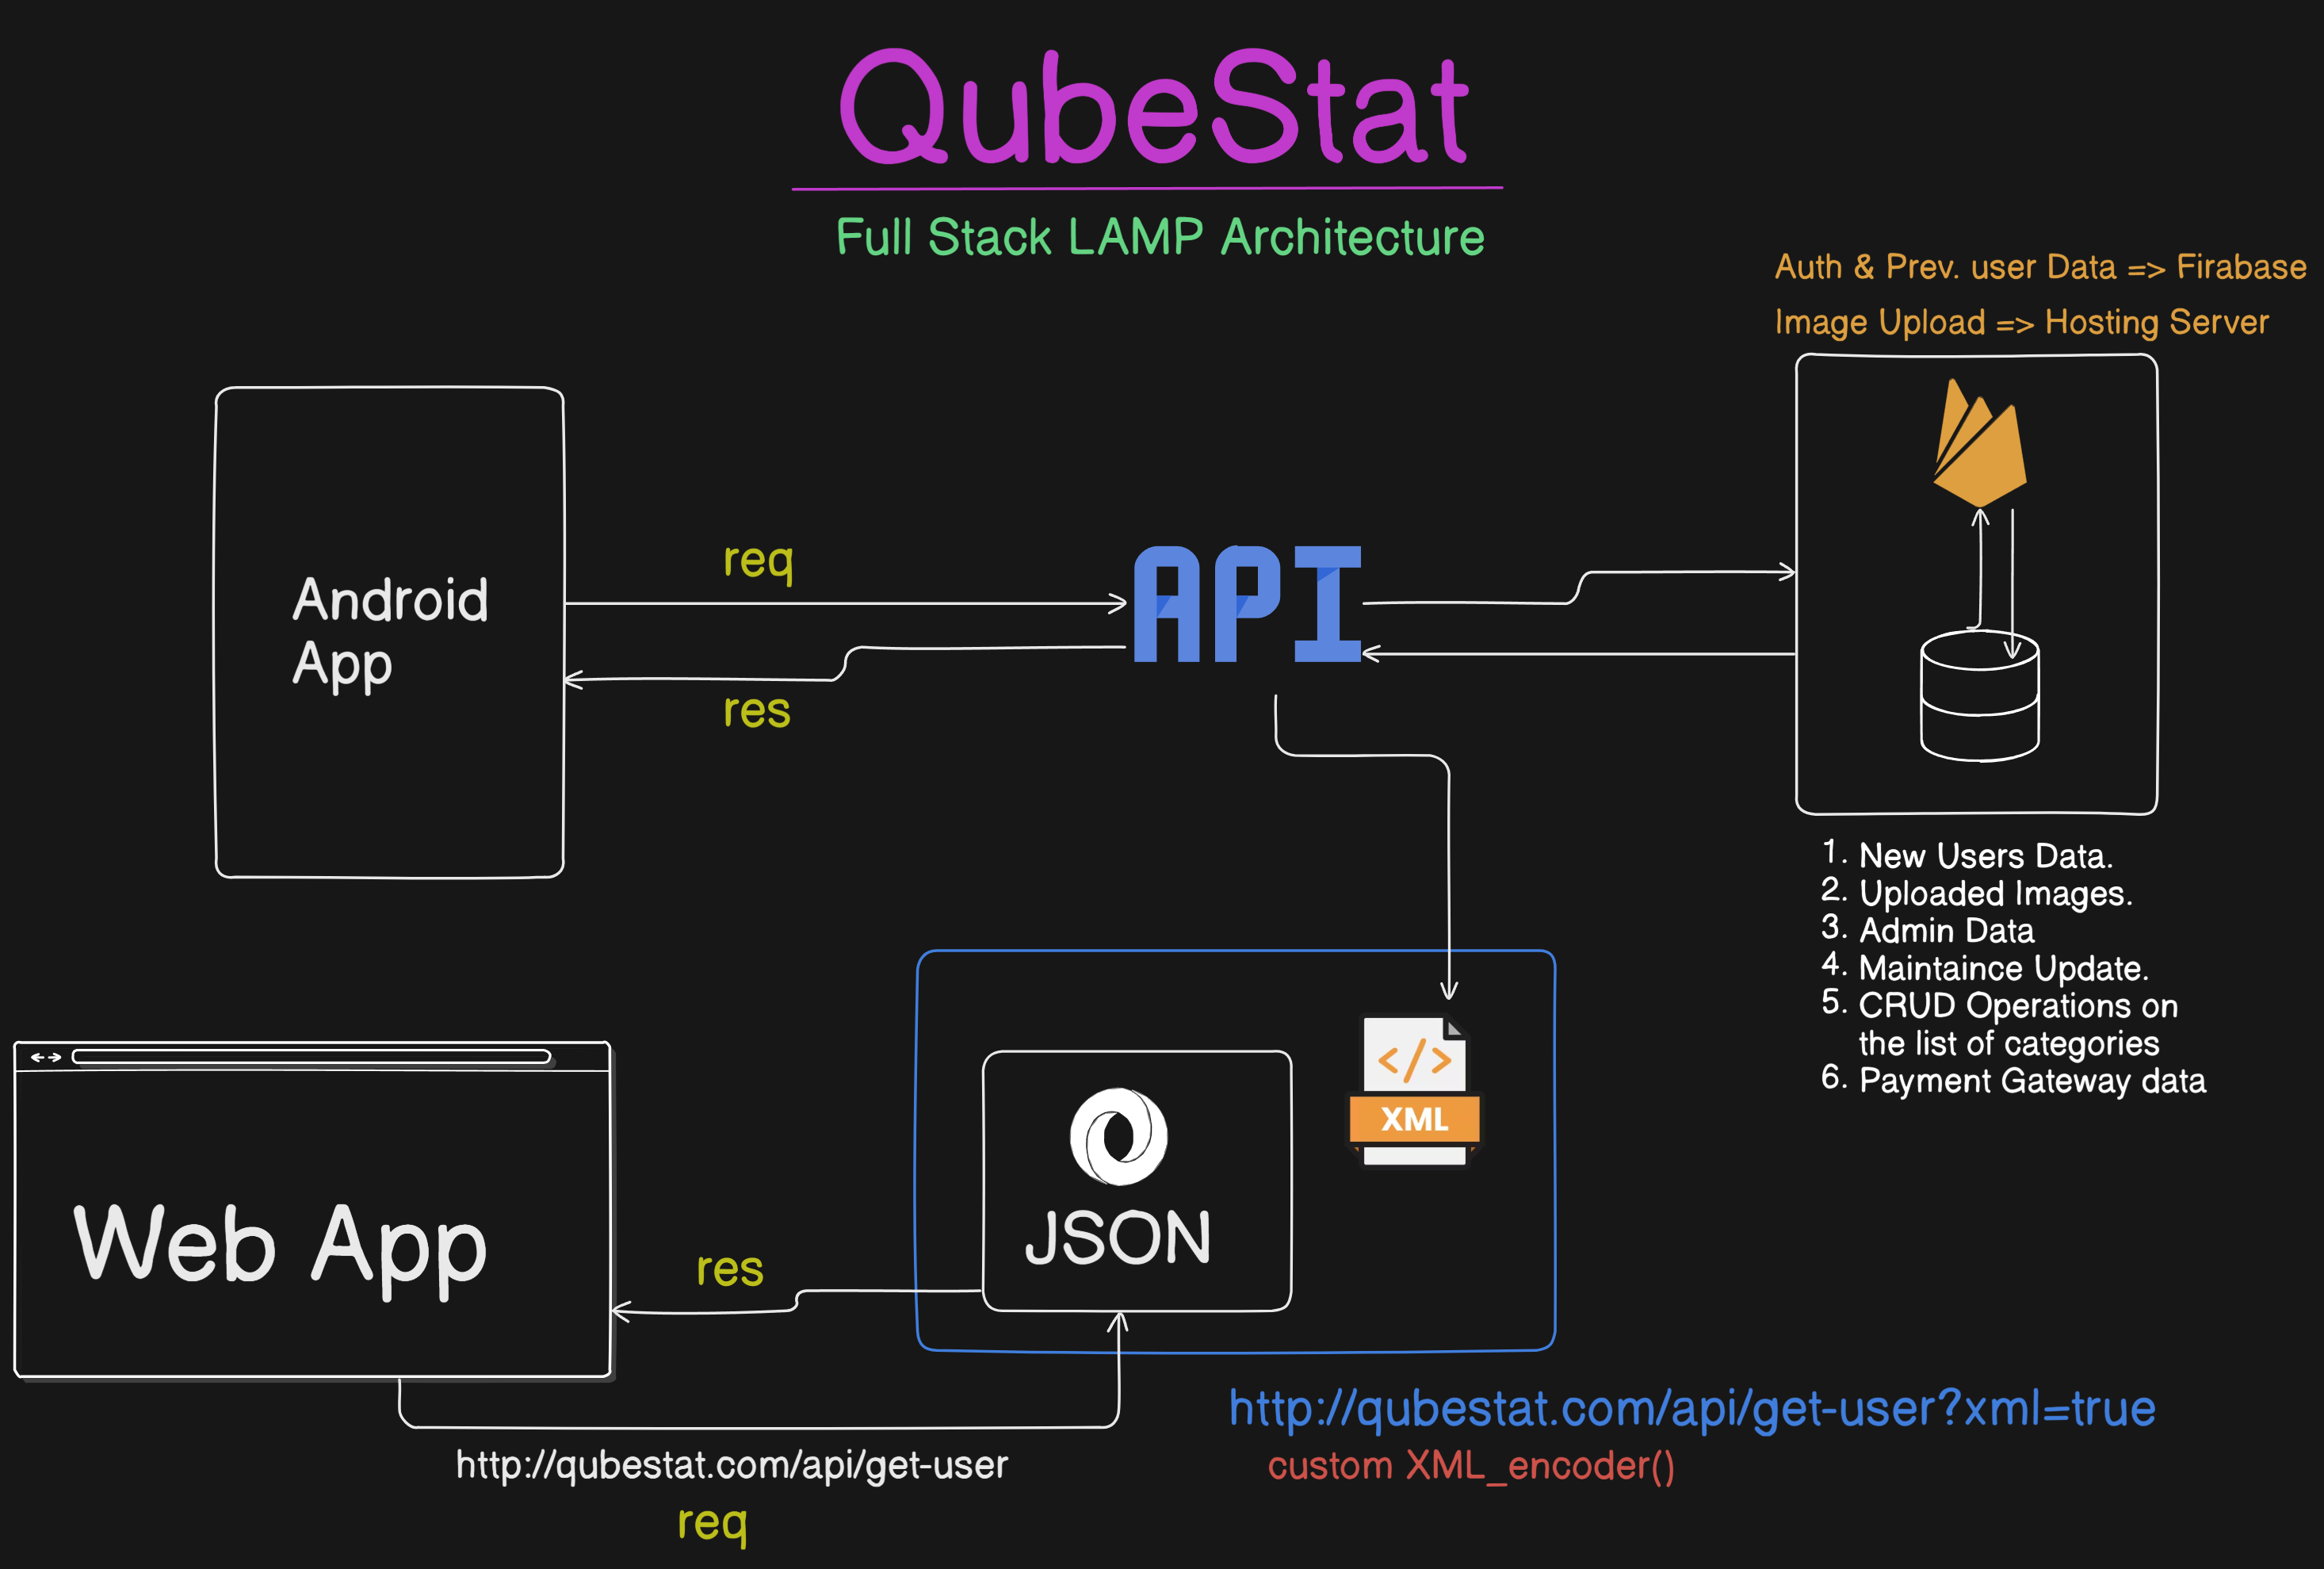 QubeStat
Full Stack LAMP Architecture
Auth & Prev. user Data => Firabase
Image Upload => Hosting Server
Android
App
req
res
API
1. New Users Data.
2. Uploaded Images.
3. Admin Data
4. Maintaince Update.
5. CRUD Operations on
the list of categories
6. Payment Gateway data
</>
XML
JSON
Web App
res
http://qubestat.com/api/get-user?xml=true
custom XML_encoder()
http://qubestat.com/api/get-user
req